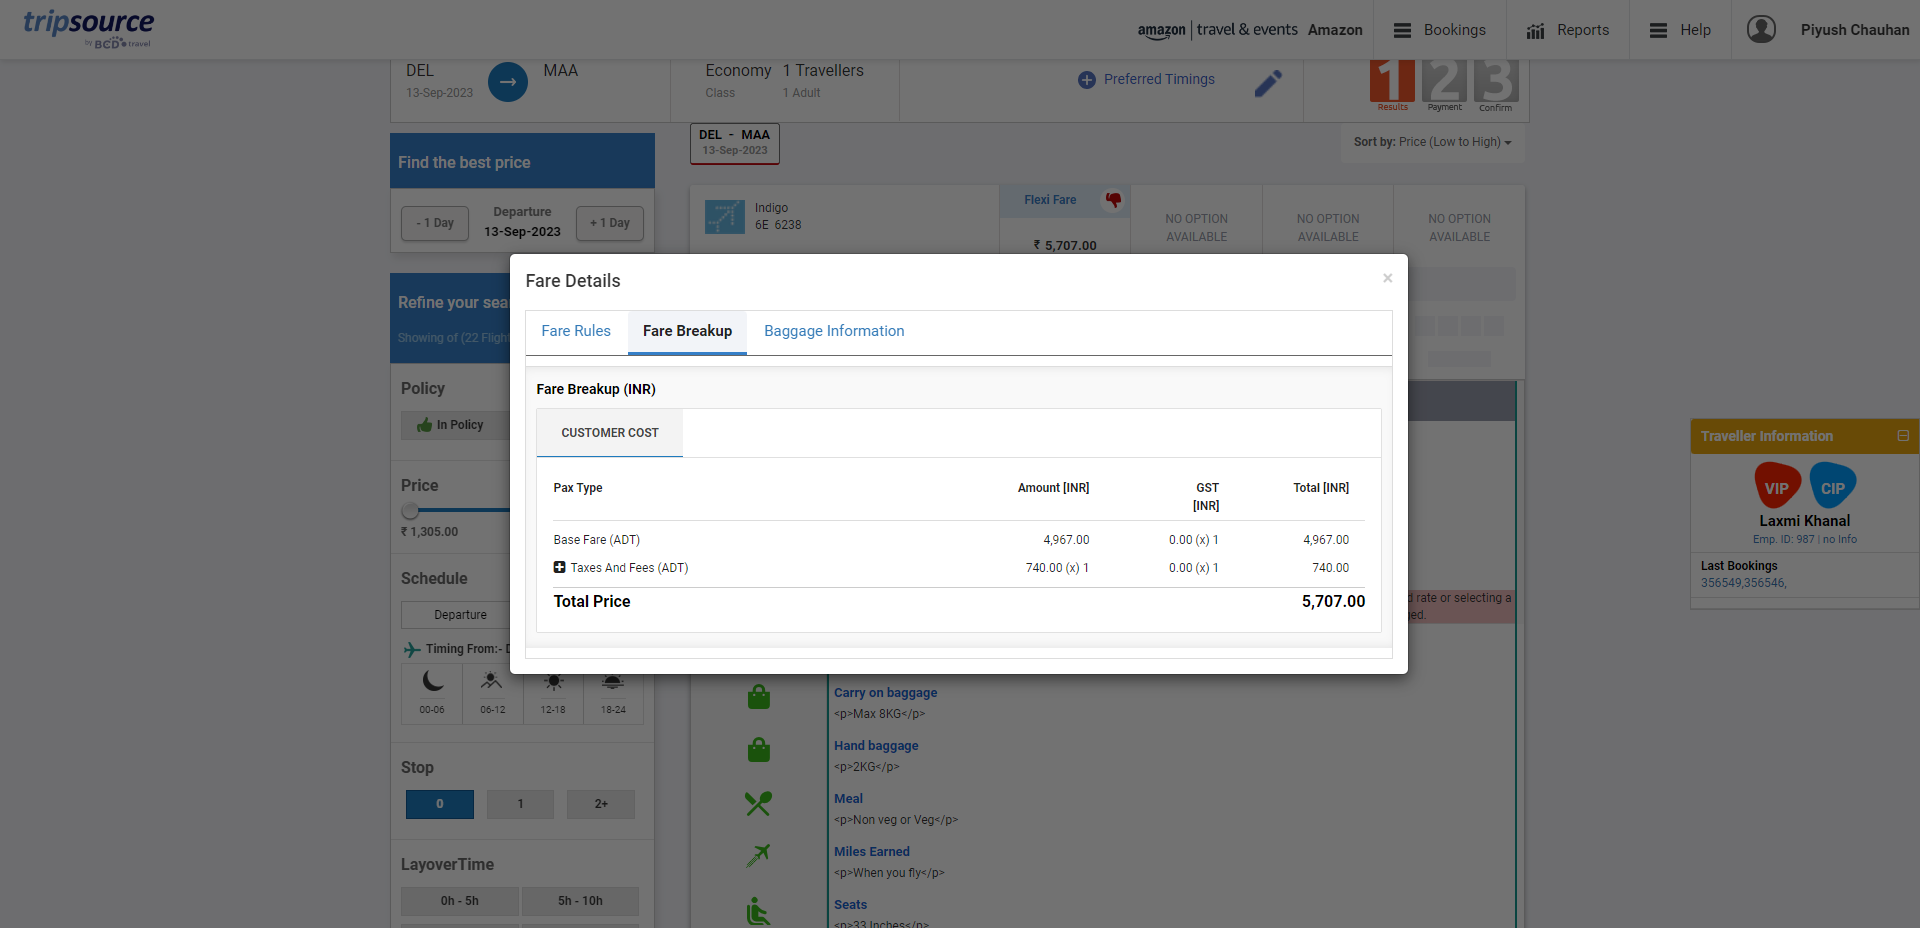 tripsource
by BCD travel
amazon | travel & events Amazon
Bookings
Reports
Help
Piyush Chauhan
DEL
MAA
13-Sep-2023
Economy 1 Travellers
Class 1 Adult
Preferred Timings
1 2 3
Results Payment Confirm
DEL - MAA
13-Sep-2023
Sort by: Price (Low to High)
Find the best price
- 1 Day
Departure
13-Sep-2023
+ 1 Day
Indigo
6E 6238
Flexi Fare
₹ 5,707.00
NO OPTION
AVAILABLE
NO OPTION
AVAILABLE
NO OPTION
AVAILABLE
Refine your sea
Showing of (22 Flight
Policy
In Policy
Price
₹ 1,305.00
Schedule
Departure
Timing From:- D
00-06
06-12
12-18
18-24
Stop
0
1
2+
LayoverTime
0h - 5h
5h - 10h
Fare Details
×
Fare Rules
Fare Breakup
Baggage Information
Fare Breakup (INR)
CUSTOMER COST
Pax Type Amount [INR] GST [INR] Total [INR]
Base Fare (ADT) 4,967.00 0.00 (x) 1 4,967.00
Taxes And Fees (ADT) 740.00 (x) 1 0.00 (x) 1 740.00
Total Price 5,707.00
d rate or selecting a
ged.
Carry on baggage
<p>Max 8KG</p>
Hand baggage
<p>2KG</p>
Meal
<p>Non veg or Veg</p>
Miles Earned
<p>When you fly</p>
Seats
<p>33 Inches</p>
Traveller Information
VIP
CIP
Laxmi Khanal
Emp. ID: 987 | no Info
Last Bookings
356549,356546,